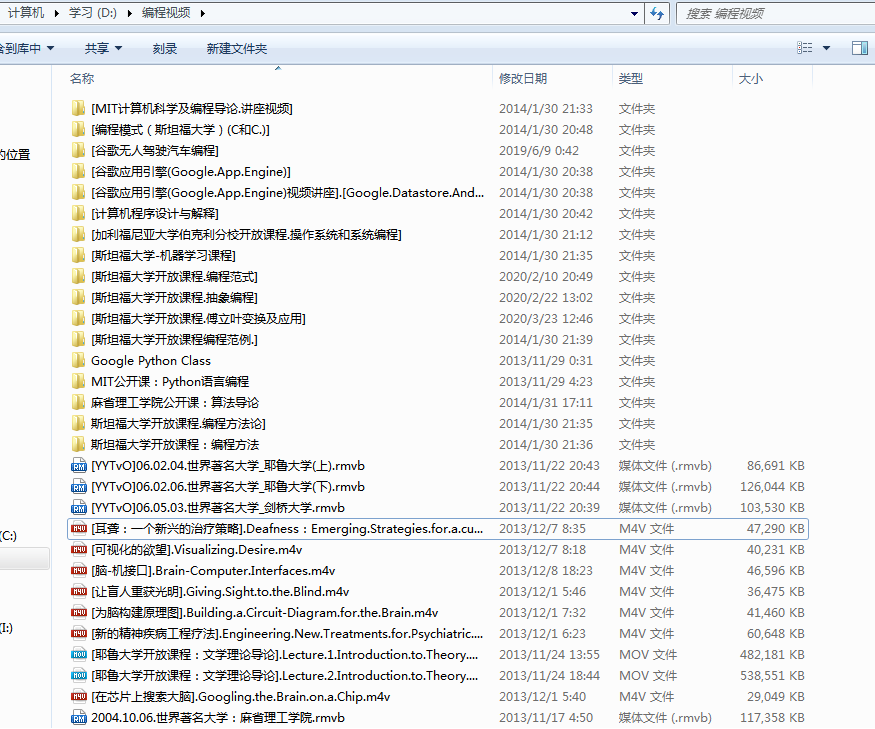 计算机 ▸ 学习 (D:) ▸ 编程视频 ▸ 搜索 编程视频
含到库中 ▼ 共享 ▼ 刻录 新建文件夹
名称 修改日期 类型 大小
[MIT计算机科学及编程导论.讲座视频] 2014/1/30 21:33 文件夹
[编程模式（斯坦福大学）(C和C.)] 2014/1/30 20:48 文件夹
[谷歌无人驾驶汽车编程] 2019/6/9 0:42 文件夹
的位置
[谷歌应用引擎(Google.App.Engine)] 2014/1/30 20:38 文件夹
[谷歌应用引擎(Google.App.Engine)视频讲座].[Google.Datastore.And... 2014/1/30 20:38 文件夹
[计算机程序设计与解释] 2014/1/30 20:42 文件夹
[加利福尼亚大学伯克利分校开放课程.操作系统和系统编程] 2014/1/30 21:12 文件夹
[斯坦福大学-机器学习课程] 2014/1/30 21:35 文件夹
[斯坦福大学开放课程.编程范式] 2020/2/10 20:49 文件夹
[斯坦福大学开放课程.抽象编程] 2020/2/22 13:02 文件夹
[斯坦福大学开放课程.傅立叶变换及应用] 2020/3/23 12:46 文件夹
[斯坦福大学开放课程编程范例.] 2014/1/30 21:39 文件夹
Google Python Class 2013/11/29 0:31 文件夹
MIT公开课：Python语言编程 2013/11/29 4:23 文件夹
麻省理工学院公开课：算法导论 2014/1/31 17:11 文件夹
斯坦福大学开放课程.编程方法论] 2014/1/30 21:35 文件夹
斯坦福大学开放课程：编程方法 2014/1/30 21:36 文件夹
[YYTvO]06.02.04.世界著名大学_耶鲁大学(上).rmvb 2013/11/22 20:43 媒体文件 (.rmvb) 86,691 KB
[YYTvO]06.02.06.世界著名大学_耶鲁大学(下).rmvb 2013/11/22 20:44 媒体文件 (.rmvb) 126,044 KB
[YYTvO]06.05.03.世界著名大学_剑桥大学.rmvb 2013/11/22 20:39 媒体文件 (.rmvb) 103,530 KB
[耳聋：一个新兴的治疗策略].Deafness：Emerging.Strategies.for.a.cu... 2013/12/7 8:35 M4V 文件 47,290 KB
(C:)
[可视化的欲望].Visualizing.Desire.m4v 2013/12/7 8:18 M4V 文件 40,231 KB
[脑-机接口].Brain-Computer.Interfaces.m4v 2013/12/8 18:23 M4V 文件 46,596 KB
[让盲人重获光明].Giving.Sight.to.the.Blind.m4v 2013/12/1 5:46 M4V 文件 36,475 KB
[为脑构建原理图].Building.a.Circuit-Diagram.for.the.Brain.m4v 2013/12/1 7:32 M4V 文件 41,460 KB
(I:)
[新的精神疾病工程疗法].Engineering.New.Treatments.for.Psychiatric.... 2013/12/1 6:23 M4V 文件 60,648 KB
[耶鲁大学开放课程：文学理论导论].Lecture.1.Introduction.to.Theory.... 2013/11/24 13:55 MOV 文件 482,181 KB
[耶鲁大学开放课程：文学理论导论].Lecture.2.Introduction.to.Theory.... 2013/11/24 18:44 MOV 文件 538,551 KB
[在芯片上搜索大脑].Googling.the.Brain.on.a.Chip.m4v 2013/12/1 5:40 M4V 文件 29,049 KB
2004.10.06.世界著名大学：麻省理工学院.rmvb 2013/11/17 4:50 媒体文件 (.rmvb) 117,358 KB